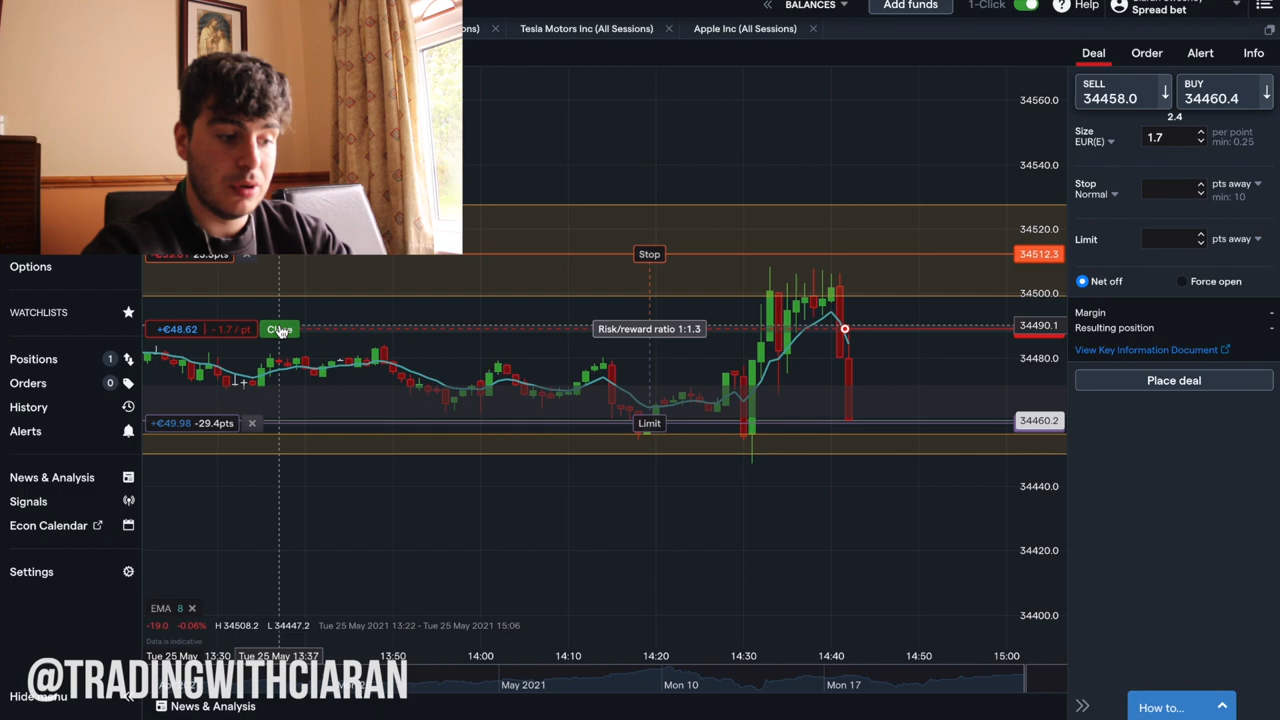 BALANCES
Add funds
1-Click
Help
Spread bet
Tesla Motors Inc (All Sessions)
Apple Inc (All Sessions)
Deal
Order
Alert
Info
SELL
34458.0
BUY
34460.4
2.4
Size
EUR(E)
1.7
per point
min: 0.25
Stop
Normal
pts away
min: 10
Limit
pts away
Net off
Force open
Margin
Resulting position
View Key Information Document
Place deal
34560.0
34540.0
34520.0
34512.3
34500.0
34490.1
34480.0
34460.2
34440.0
34420.0
34400.0
Stop
Risk/reward ratio 1:1.3
Limit
+€48.62
- 1.7 / pt
+€49.98 -29.4pts
Options
WATCHLISTS
Positions 1
Orders 0
History
Alerts
News & Analysis
Signals
Econ Calendar
Settings
EMA 8
-19.0 -0.06% H 34508.2 L 34447.2 Tue 25 May 2021 13:22 - Tue 25 May 2021 15:06
Data is indicative
Tue 25 May 13:30 Tue 25 May 13:37 13:50 14:00 14:10 14:20 14:30 14:40 14:50 15:00
@TRADINGWITHCIARAN
May 2021
Mon 10
Mon 17
Hide menu
News & Analysis
How to...